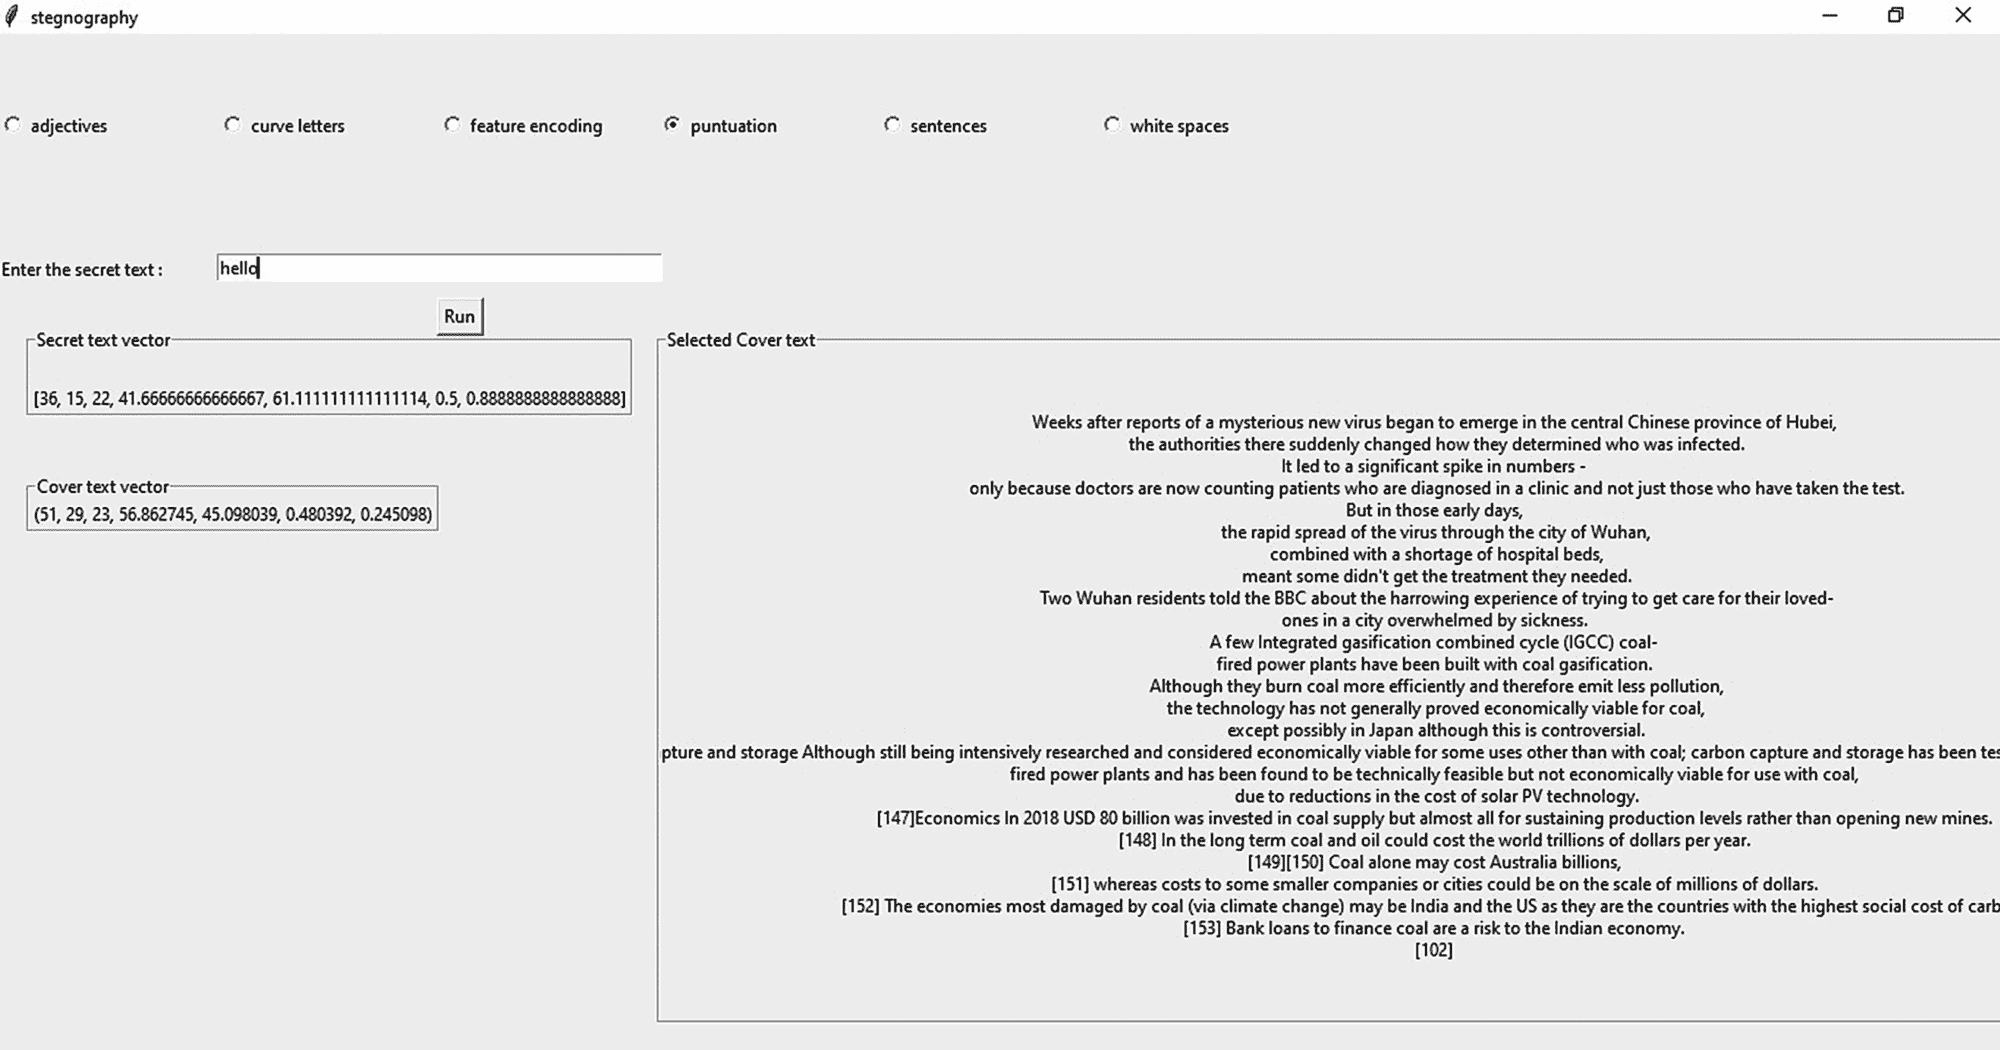 stegnography
adjectives curve letters feature encoding puntuation sentences white spaces
Enter the secret text : hello
Run
Secret text vector
[36, 15, 22, 41.66666666666667, 61.111111111111114, 0.5, 0.8888888888888888]
Cover text vector
(51, 29, 23, 56.862745, 45.098039, 0.480392, 0.245098)
Selected Cover text
Weeks after reports of a mysterious new virus began to emerge in the central Chinese province of Hubei,
the authorities there suddenly changed how they determined who was infected.
It led to a significant spike in numbers -
only because doctors are now counting patients who are diagnosed in a clinic and not just those who have taken the test.
But in those early days,
the rapid spread of the virus through the city of Wuhan,
combined with a shortage of hospital beds,
meant some didn't get the treatment they needed.
Two Wuhan residents told the BBC about the harrowing experience of trying to get care for their loved-
ones in a city overwhelmed by sickness.
A few Integrated gasification combined cycle (IGCC) coal-
fired power plants have been built with coal gasification.
Although they burn coal more efficiently and therefore emit less pollution,
the technology has not generally proved economically viable for coal,
except possibly in Japan although this is controversial.
pture and storage Although still being intensively researched and considered economically viable for some uses other than with coal; carbon capture and storage has been tes
fired power plants and has been found to be technically feasible but not economically viable for use with coal,
due to reductions in the cost of solar PV technology.
[147]Economics In 2018 USD 80 billion was invested in coal supply but almost all for sustaining production levels rather than opening new mines.
[148] In the long term coal and oil could cost the world trillions of dollars per year.
[149][150] Coal alone may cost Australia billions,
[151] whereas costs to some smaller companies or cities could be on the scale of millions of dollars.
[152] The economies most damaged by coal (via climate change) may be India and the US as they are the countries with the highest social cost of carb
[153] Bank loans to finance coal are a risk to the Indian economy.
[102]